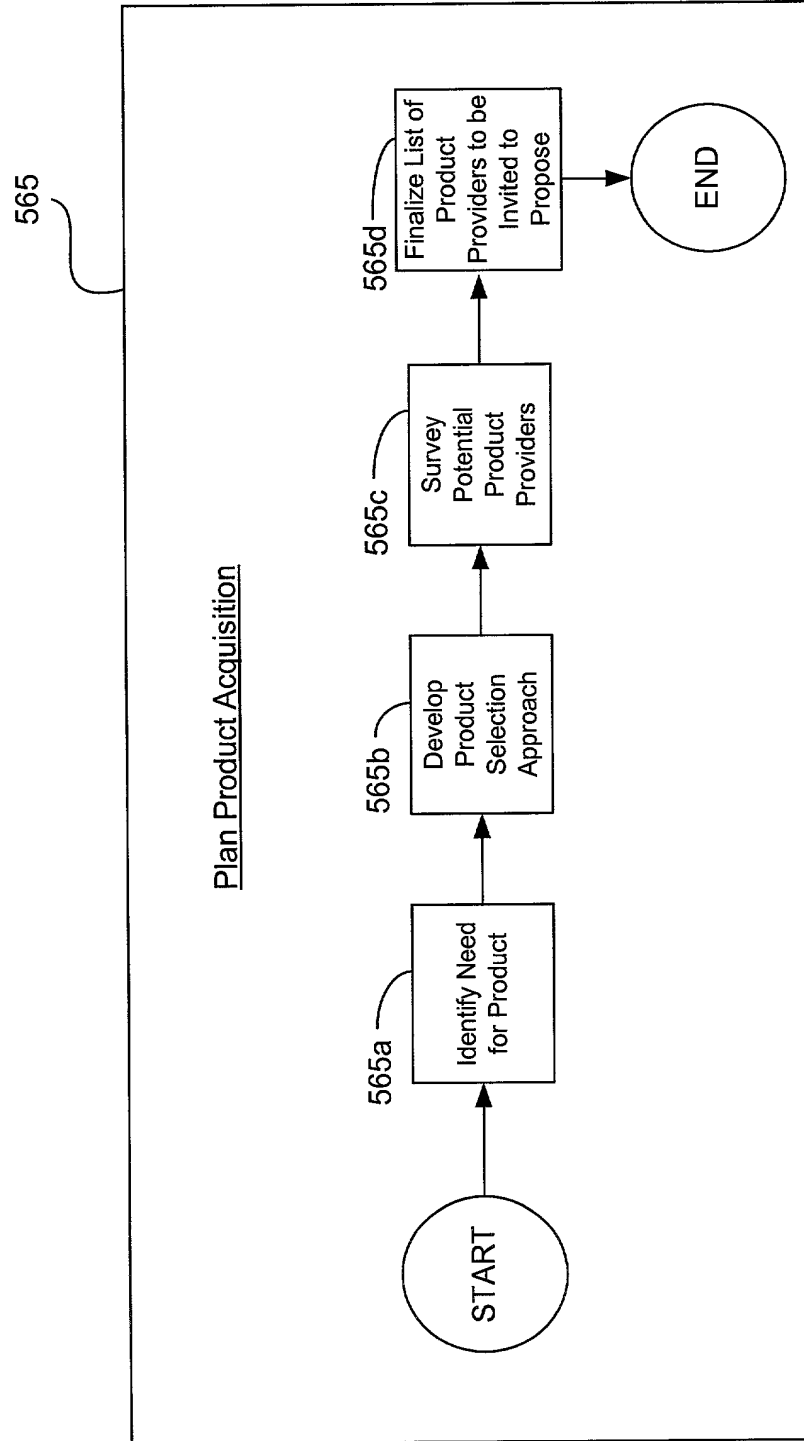 565
Plan Product Acquisition
START
565a
Identify Need
for Product
565b
Develop
Product
Selection
Approach
565c
Survey
Potential
Product
Providers
565d
Finalize List of
Product
Providers to be
Invited to
Propose
END